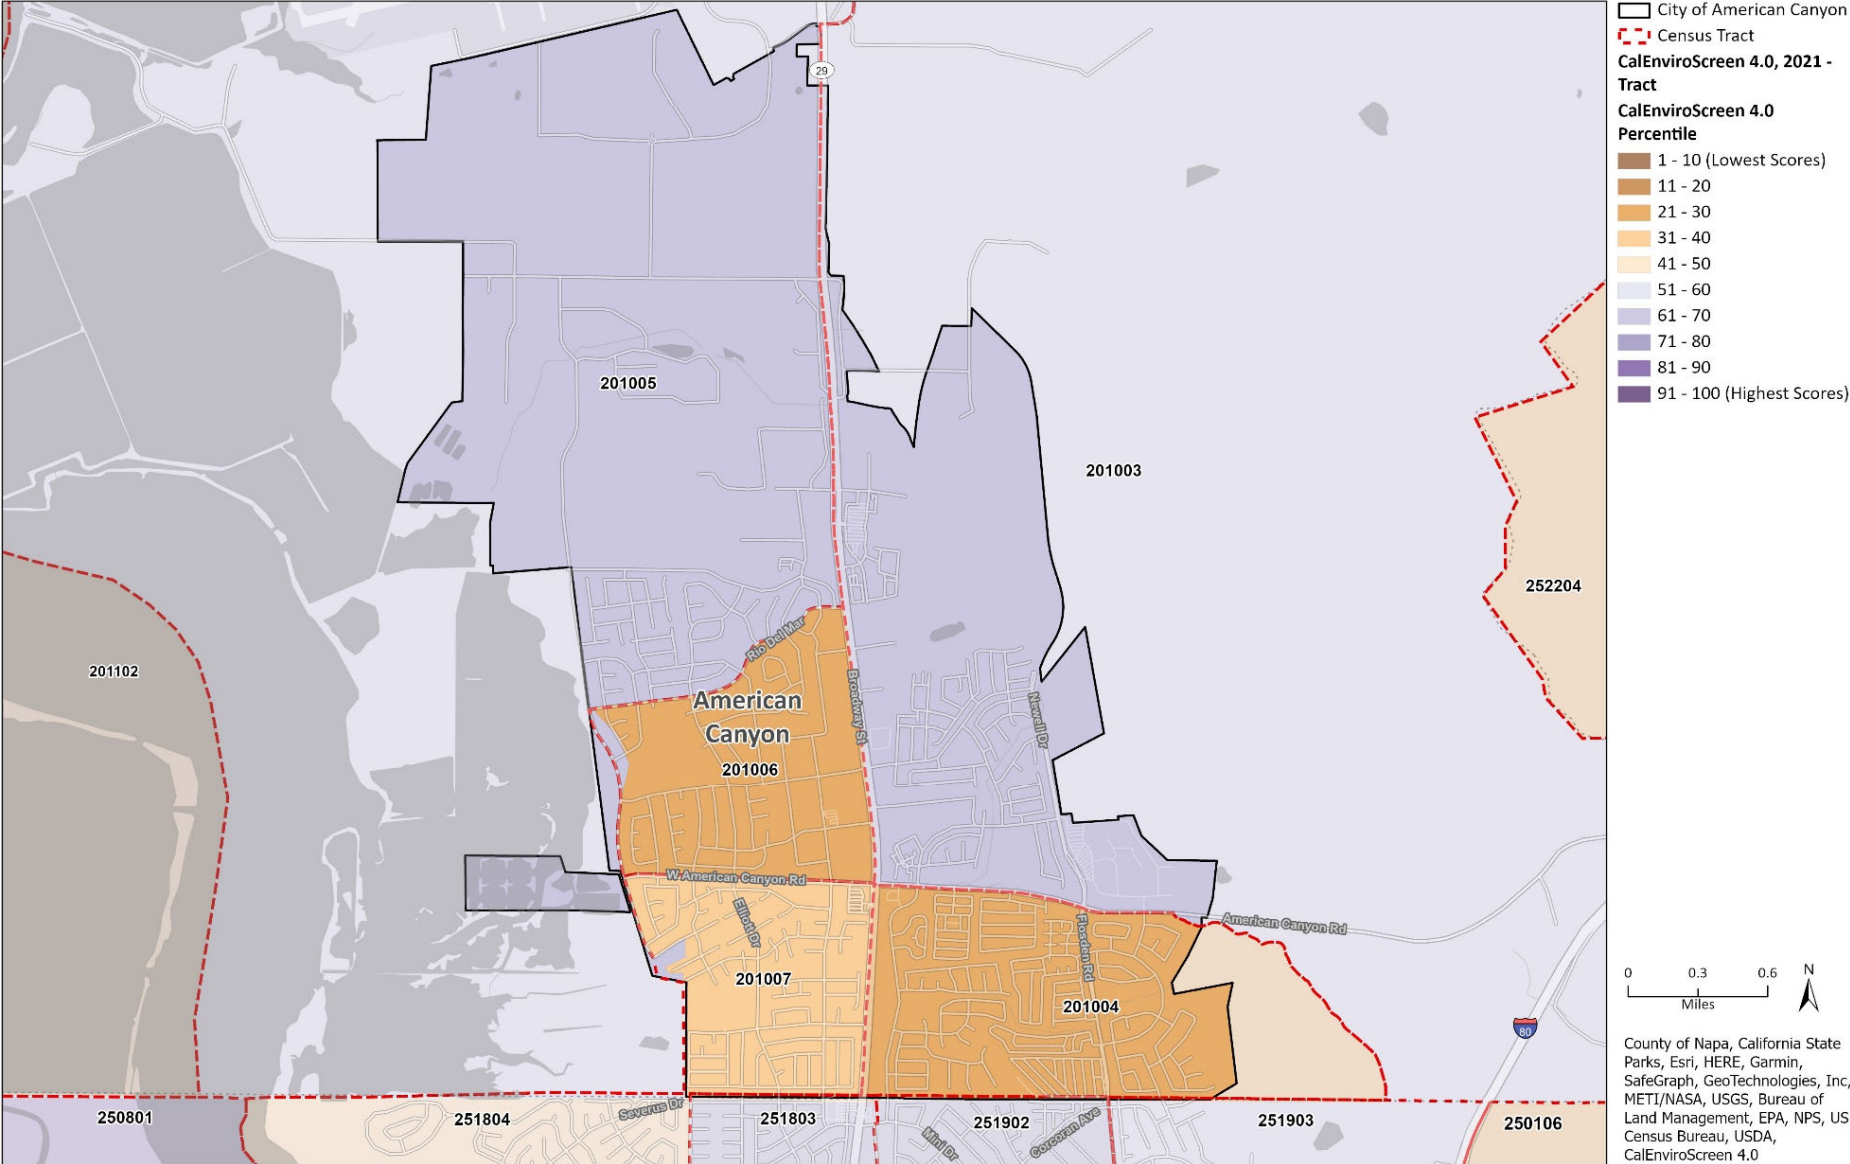 City of American Canyon
Census Tract
CalEnviroScreen 4.0, 2021 -
Tract
CalEnviroScreen 4.0
Percentile
1 - 10 (Lowest Scores)
11 - 20
21 - 30
31 - 40
41 - 50
51 - 60
61 - 70
71 - 80
81 - 90
91 - 100 (Highest Scores)
29
201005
201003
252204
201102
Rio Del Mar
American
Canyon
Broadway St
Newell Dr
201006
W American Canyon Rd
Elliott Dr
Flosden Rd
American Canyon Rd
201007
201004
80
250801
251804
Severus Dr
251803
251902
Mini Dr
Corcoran Ave
251903
250106
0 0.3 0.6
Miles
N
County of Napa, California State
Parks, Esri, HERE, Garmin,
SafeGraph, GeoTechnologies, Inc,
METI/NASA, USGS, Bureau of
Land Management, EPA, NPS, US
Census Bureau, USDA,
CalEnviroScreen 4.0